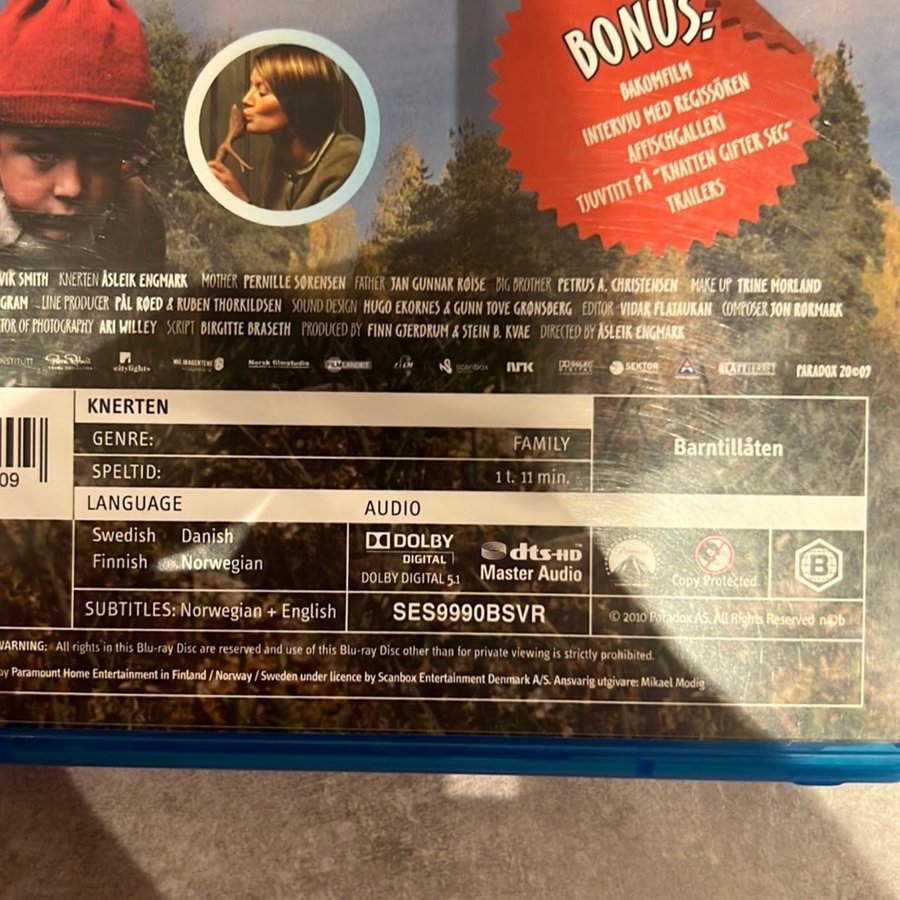 BONUS:
BAKOMFILM
INTERVJU MED REGISSÖREN
AFFISCHGALLERI
TJUVTITT PÅ "KNATTEN GIFTER SEG"
TRAILERS
VIK SMITH KNERTEN ÅSLEIK ENGMARK MOTHER PERNILLE SØRENSEN FATHER JAN GUNNAR RØISE BIG BROTHER PETRUS A. CHRISTENSEN MAKE UP TRINE MORLAND
GRAM LINE PRODUCER PÅL RØED & RUBEN THORKILDSEN SOUND DESIGN HUGO EKORNES & GUNN TOVE GRØNSBERG EDITOR VIDAR FLATAUKAN COMPOSER JON RØRMARK
TOR OF PHOTOGRAPHY ARI WILLEY SCRIPT BIRGITTE BRASETH PRODUCED BY FINN GJERDRUM & STEIN B. KVAE DIRECTED BY ÅSLEIK ENGMARK
INSTITUTT citylights Norsk filmstudio FILMLANDET scanbox NRK DOLBY DIGITAL SEKTOR PARADOX 20©09
KNERTEN
GENRE: FAMILY
SPELTID: 1 t. 11 min.
Barntillåten
09
LANGUAGE AUDIO
Swedish Danish
Finnish Norwegian
DOLBY
DIGITAL
DOLBY DIGITAL 5.1
dts-HD™
Master Audio
Copy Protected.
B
SUBTITLES: Norwegian + English
SES9990BSVR
© 2010 Paradox AS. All Rights Reserved n©b
WARNING: All rights in this Blu-ray Disc are reserved and use of this Blu-ray Disc other than for private viewing is strictly prohibited.
by Paramount Home Entertainment in Finland / Norway / Sweden under licence by Scanbox Entertainment Denmark A/S. Ansvarig utgivare: Mikael Modig